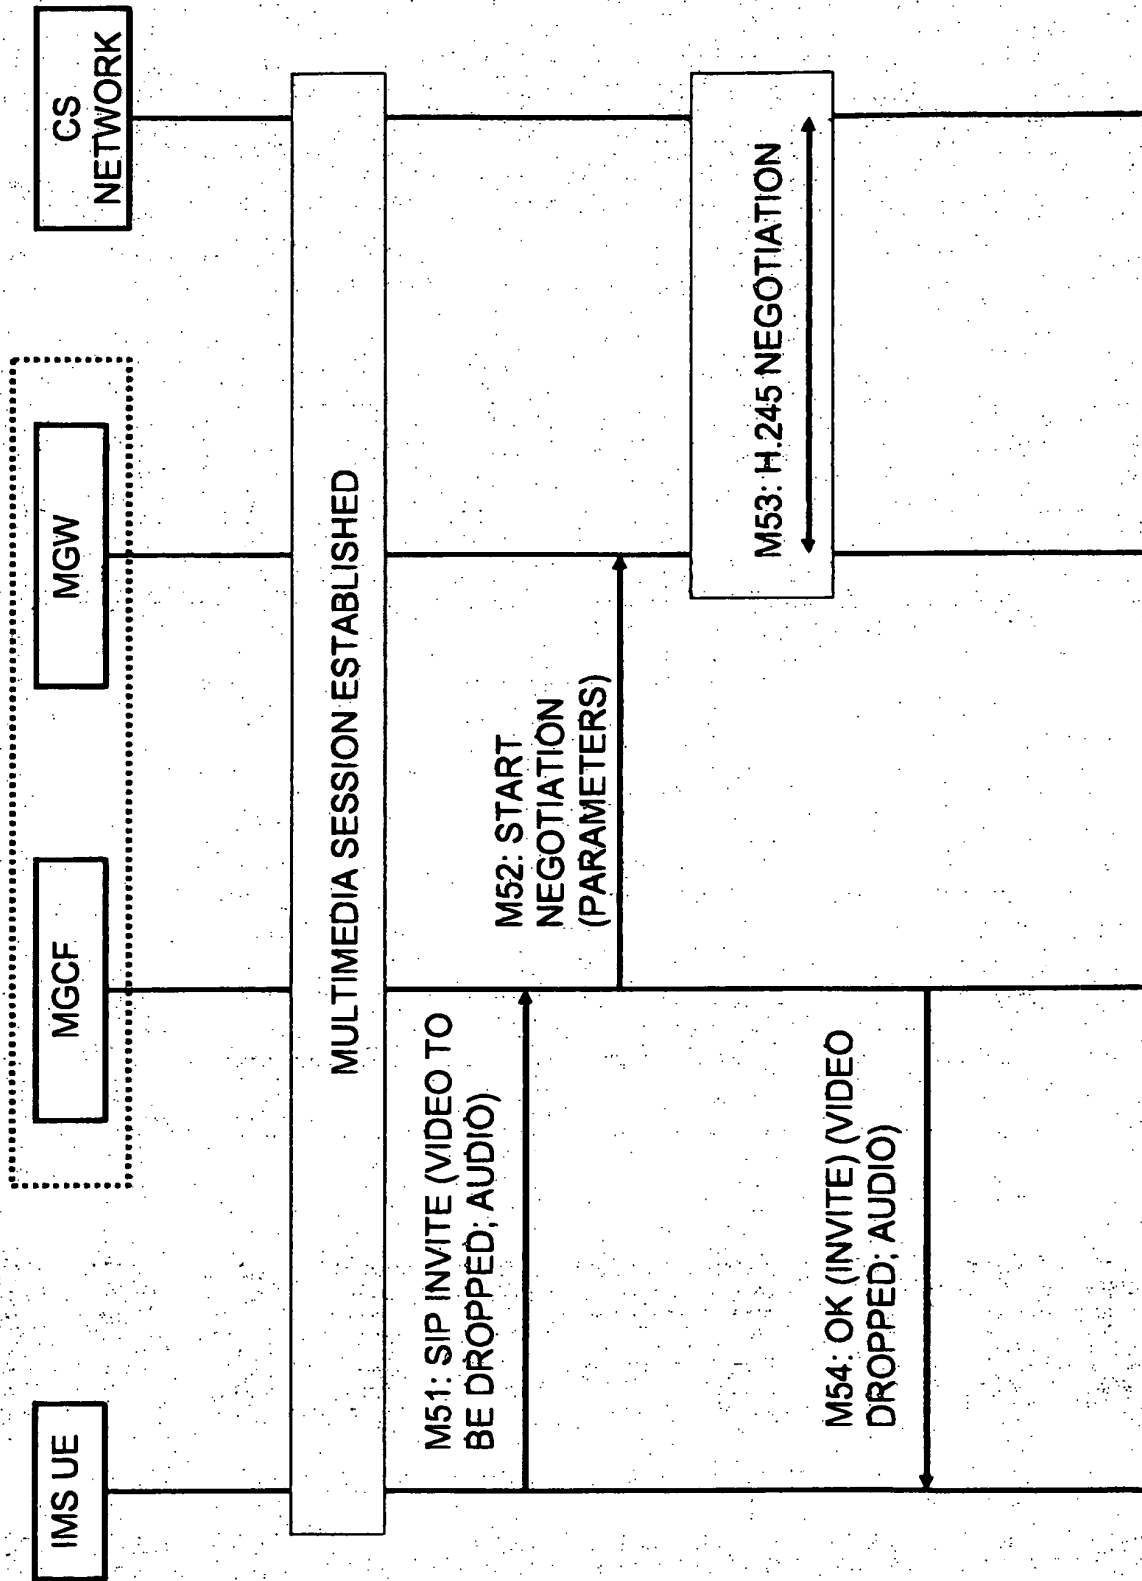 IMS UE
MGCF
MGW
CS
NETWORK
MULTIMEDIA SESSION ESTABLISHED
M51: SIP INVITE (VIDEO TO
BE DROPPED; AUDIO)
M52: START
NEGOTIATION
(PARAMETERS)
M53: H.245 NEGOTIATION
M54: OK (INVITE) (VIDEO
DROPPED; AUDIO)